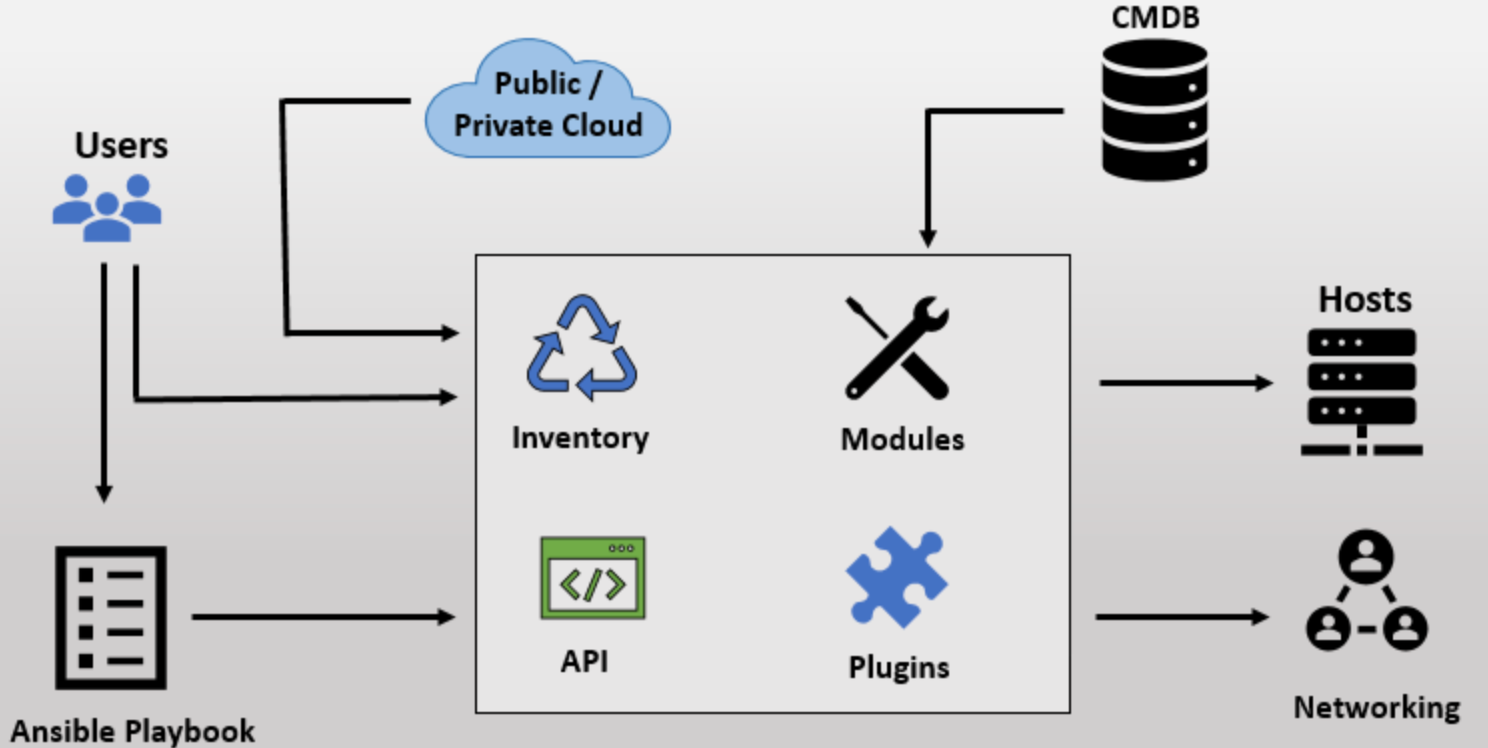 CMDB
Public /
Private Cloud
Users
Hosts
Inventory
Modules
</>
API
Plugins
Ansible Playbook
Networking